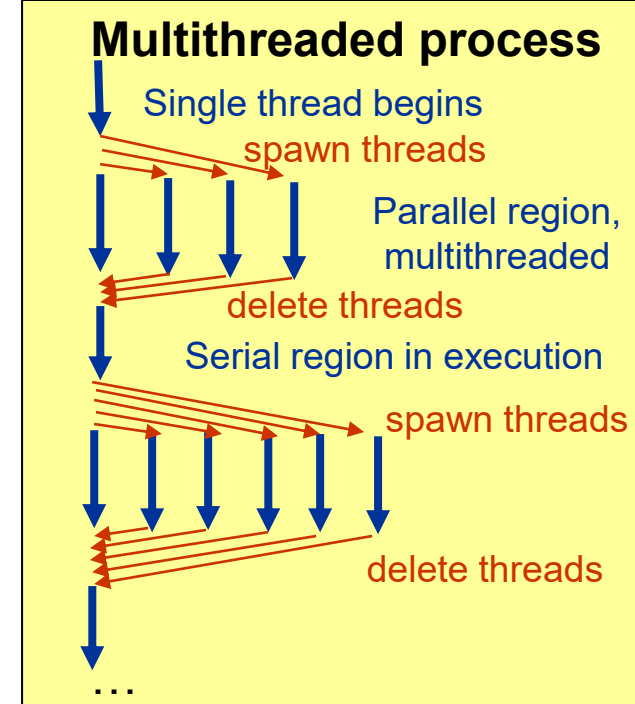 Multithreaded process
Single thread begins
spawn threads
Parallel region,
multithreaded
delete threads
Serial region in execution
spawn threads
delete threads
...